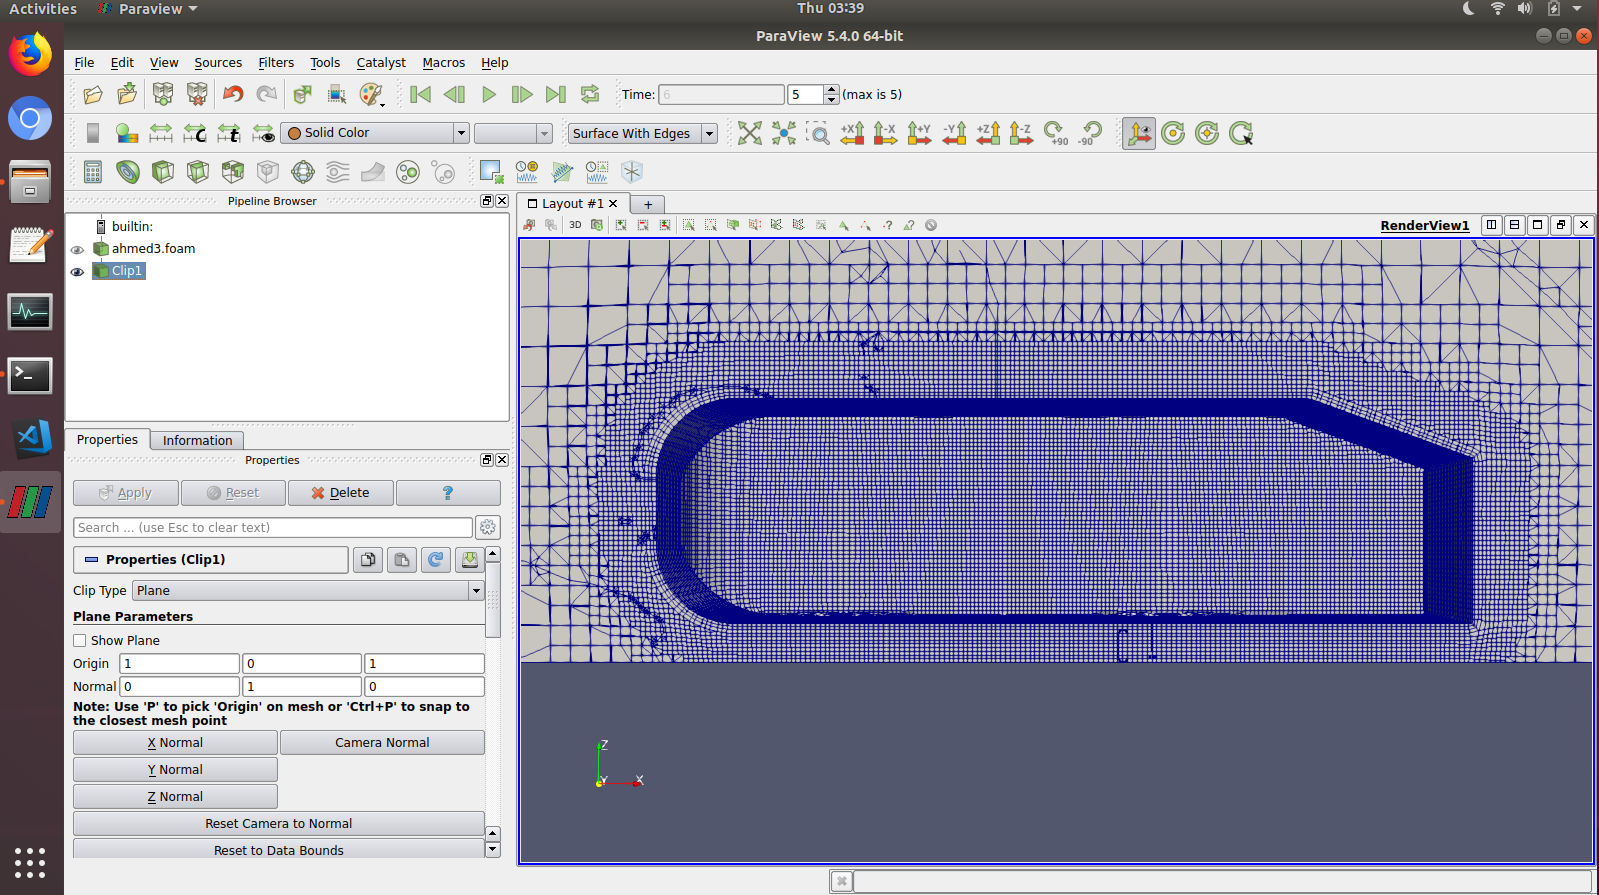 Activities Paraview Thu 03:39
ParaView 5.4.0 64-bit
File Edit View Sources Filters Tools Catalyst Macros Help
Time: 6 5 (max is 5)
C t Solid Color Surface With Edges +X -X +Y -Y +Z -Z +90 -90
Pipeline Browser
Layout #1 +
3D ? ? RenderView1
builtin:
ahmed3.foam
Clip1
Properties Information
Properties
Apply Reset Delete ?
Search ... (use Esc to clear text)
Properties (Clip1)
Clip Type Plane
Plane Parameters
Show Plane
Origin 1 0 1
Normal 0 1 0
Note: Use 'P' to pick 'Origin' on mesh or 'Ctrl+P' to snap to
the closest mesh point
X Normal Camera Normal
Y Normal
Z Normal
Reset Camera to Normal
Reset to Data Bounds
Z
Y X